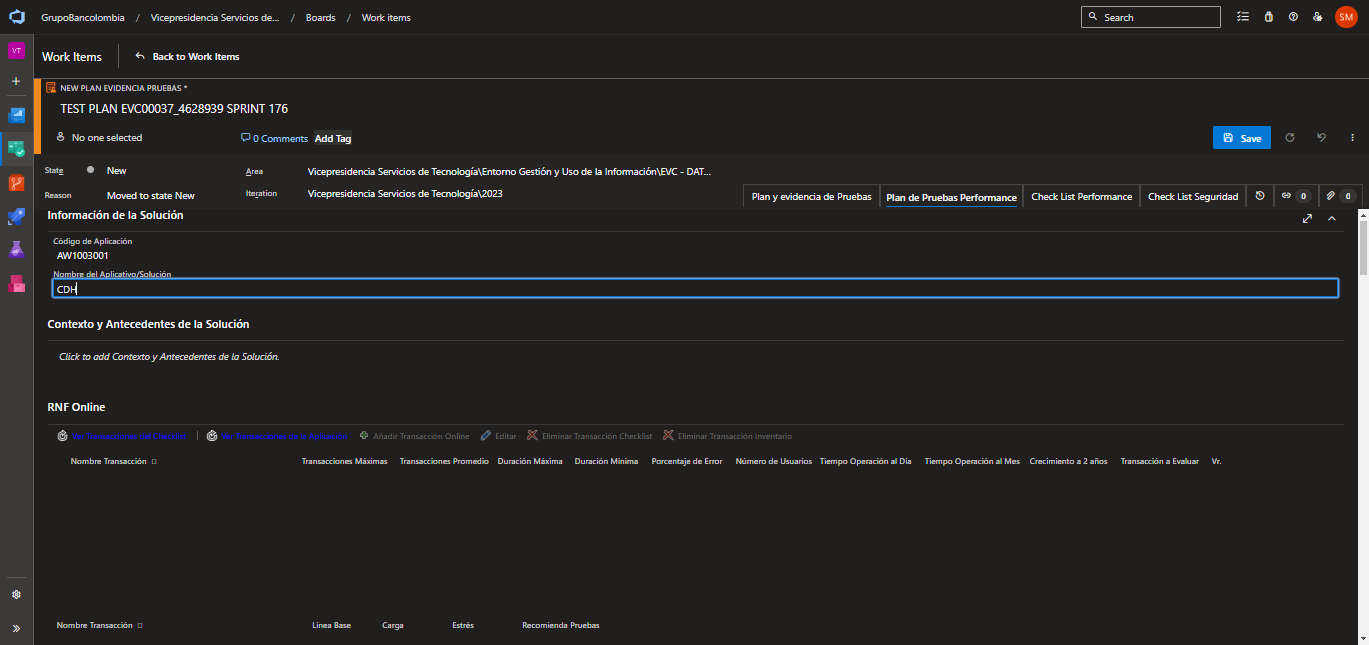 GrupoBancolombia / Vicepresidencia Servicios de... / Boards / Work items
Search
SM
VT
Work Items
Back to Work Items
NEW PLAN EVIDENCIA PRUEBAS *
TEST PLAN EVC00037_4628939 SPRINT 176
No one selected
0 Comments
Add Tag
Save
State
New
Area
Vicepresidencia Servicios de Tecnología\Entorno Gestión y Uso de la Información\EVC - DAT...
Reason
Moved to state New
Iteration
Vicepresidencia Servicios de Tecnología\2023
Plan y evidencia de Pruebas
Plan de Pruebas Performance
Check List Performance
Check List Seguridad
0
0
Información de la Solución
Código de Aplicación
AW1003001
Nombre del Aplicativo/Solución
CDH
Contexto y Antecedentes de la Solución
Click to add Contexto y Antecedentes de la Solución.
RNF Online
Ver Transacciones del Checklist | Ver Transacciones de la Aplicación
Añadir Transacción Online
Editar
Eliminar Transacción Checklist
Eliminar Transacción Inventario
Nombre Transacción
Transacciones Máximas
Transacciones Promedio
Duración Máxima
Duración Mínima
Porcentaje de Error
Número de Usuarios
Tiempo Operación al Día
Tiempo Operación al Mes
Crecimiento a 2 años
Transacción a Evaluar
Vr.
Nombre Transacción
Línea Base
Carga
Estrés
Recomienda Pruebas